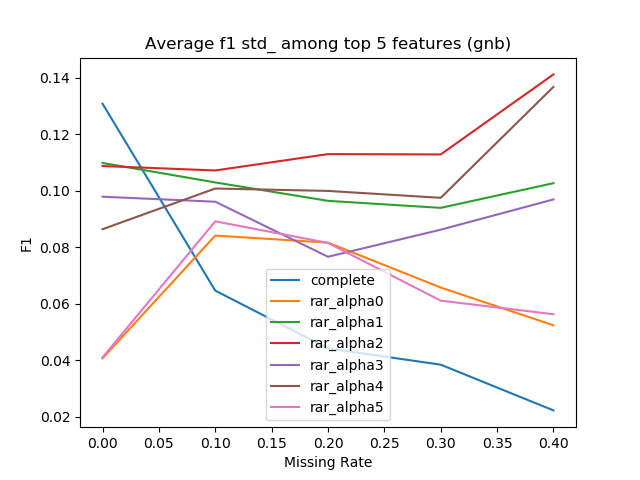 Average f1 std_ among top 5 features (gnb)
F1
0.14
0.12
0.10
0.08
0.06
0.04
0.02
complete
rar_alpha0
rar_alpha1
rar_alpha2
rar_alpha3
rar_alpha4
rar_alpha5
0.00 0.05 0.10 0.15 0.20 0.25 0.30 0.35 0.40
Missing Rate